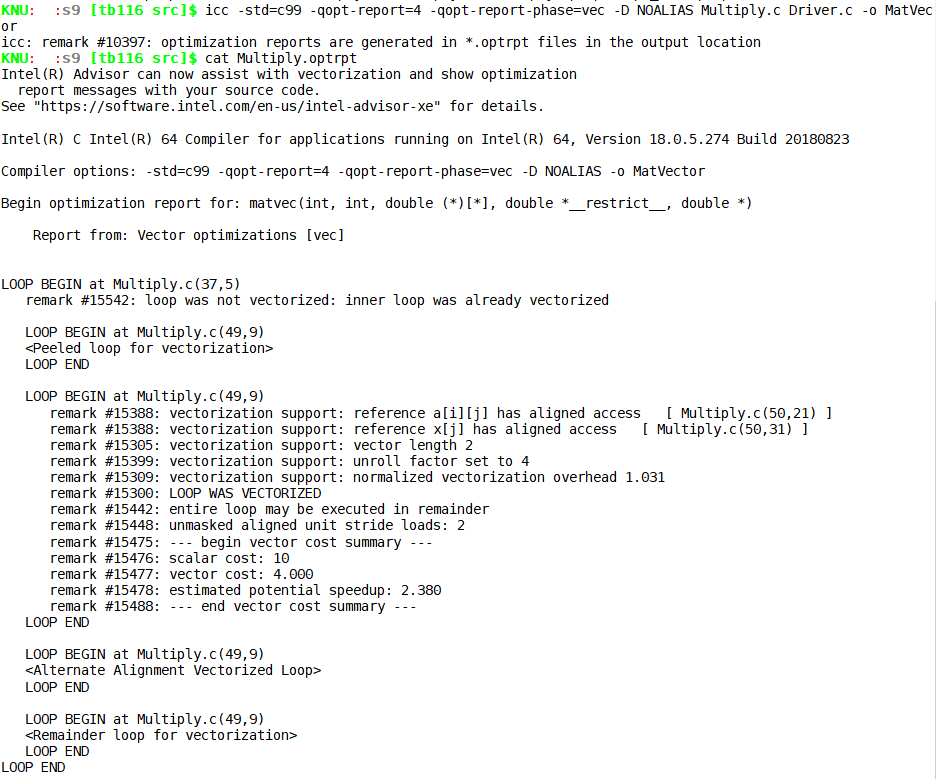 KNU:  :s9 [tb116 src]$ icc -std=c99 -qopt-report=4 -qopt-report-phase=vec -D NOALIAS Multiply.c Driver.c -o MatVec
or
icc: remark #10397: optimization reports are generated in *.optrpt files in the output location
KNU:  :s9 [tb116 src]$ cat Multiply.optrpt
Intel(R) Advisor can now assist with vectorization and show optimization
  report messages with your source code.
See "https://software.intel.com/en-us/intel-advisor-xe" for details.
Intel(R) C Intel(R) 64 Compiler for applications running on Intel(R) 64, Version 18.0.5.274 Build 20180823
Compiler options: -std=c99 -qopt-report=4 -qopt-report-phase=vec -D NOALIAS -o MatVector
Begin optimization report for: matvec(int, int, double (*)[*], double *__restrict__, double *)
    Report from: Vector optimizations [vec]
LOOP BEGIN at Multiply.c(37,5)
   remark #15542: loop was not vectorized: inner loop was already vectorized
   LOOP BEGIN at Multiply.c(49,9)
   <Peeled loop for vectorization>
   LOOP END
   LOOP BEGIN at Multiply.c(49,9)
      remark #15388: vectorization support: reference a[i][j] has aligned access   [ Multiply.c(50,21) ]
      remark #15388: vectorization support: reference x[j] has aligned access   [ Multiply.c(50,31) ]
      remark #15305: vectorization support: vector length 2
      remark #15399: vectorization support: unroll factor set to 4
      remark #15309: vectorization support: normalized vectorization overhead 1.031
      remark #15300: LOOP WAS VECTORIZED
      remark #15442: entire loop may be executed in remainder
      remark #15448: unmasked aligned unit stride loads: 2
      remark #15475: --- begin vector cost summary ---
      remark #15476: scalar cost: 10
      remark #15477: vector cost: 4.000
      remark #15478: estimated potential speedup: 2.380
      remark #15488: --- end vector cost summary ---
   LOOP END
   LOOP BEGIN at Multiply.c(49,9)
   <Alternate Alignment Vectorized Loop>
   LOOP END
   LOOP BEGIN at Multiply.c(49,9)
   <Remainder loop for vectorization>
   LOOP END
LOOP END